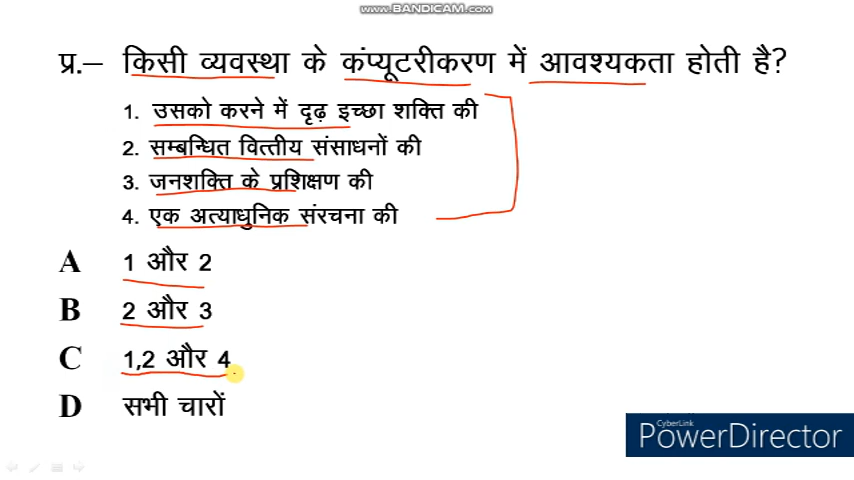 www.BANDICAM.com
प्र.– किसी व्यवस्था के कंप्यूटरीकरण में आवश्यकता होती है?
1. उसको करने में दृढ़ इच्छा शक्ति की
2. सम्बन्धित वित्तीय संसाधनों की
3. जनशक्ति के प्रशिक्षण की
4. एक अत्याधुनिक संरचना की
A 1 और 2
B 2 और 3
C 1,2 और 4
D सभी चारों
CyberLink
PowerDirector